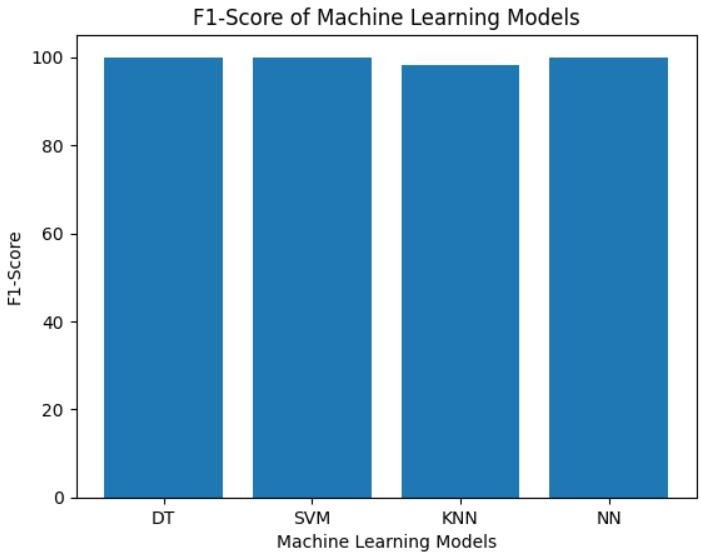 F1-Score of Machine Learning Models
100
80
60
40
20
0
F1-Score
DT SVM KNN NN
Machine Learning Models